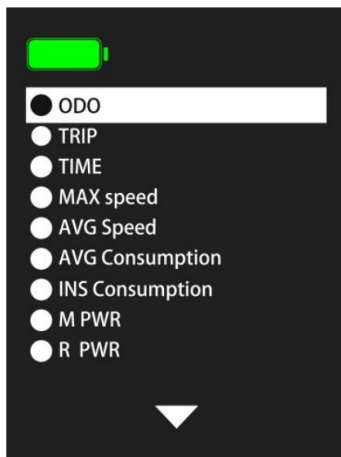 ODO
TRIP
TIME
MAX speed
AVG Speed
AVG Consumption
INS Consumption
M PWR
R PWR